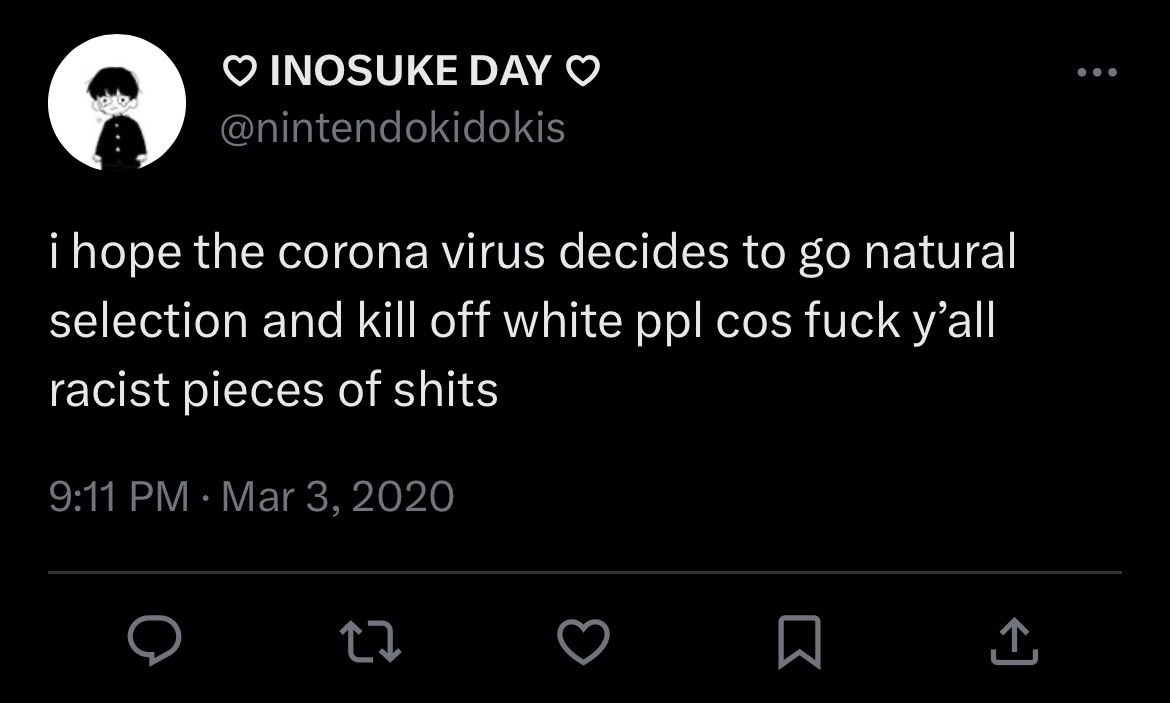 ♡ INOSUKE DAY ♡
@nintendokidokis
i hope the corona virus decides to go natural
selection and kill off white ppl cos fuck y’all
racist pieces of shits
9:11 PM · Mar 3, 2020